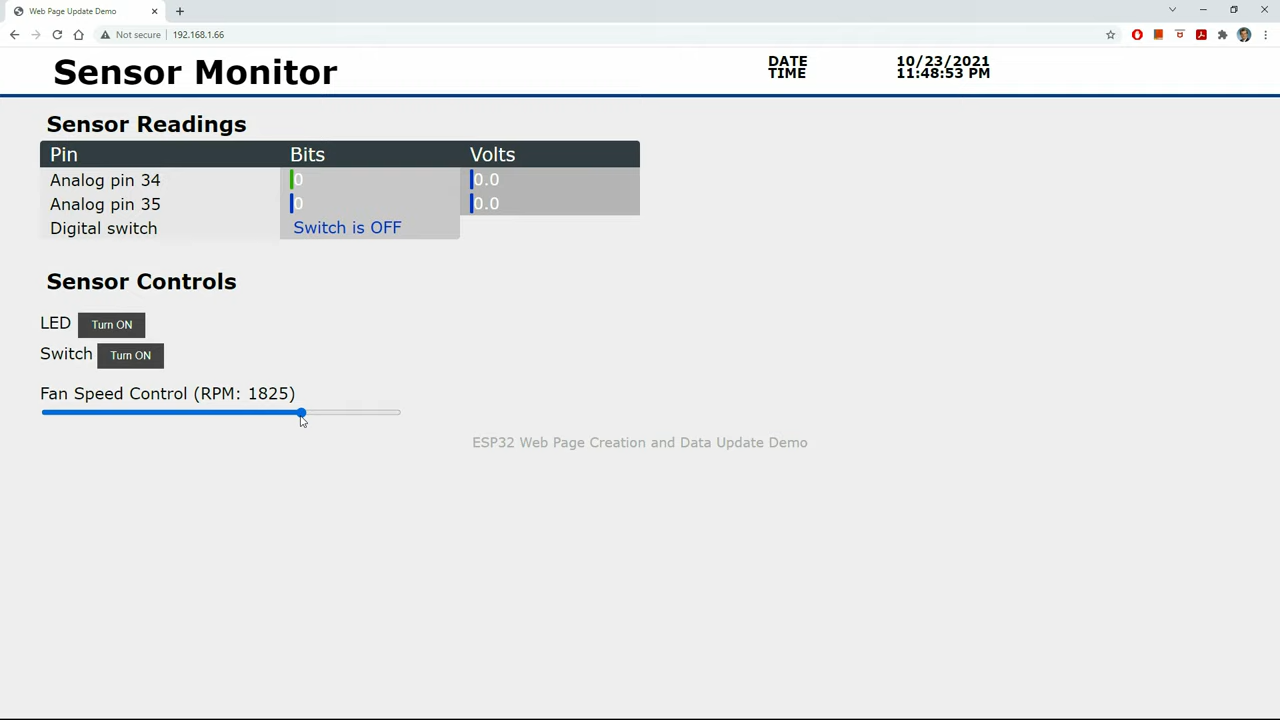 Web Page Update Demo
Not secure 192.168.1.66
Sensor Monitor
DATE 10/23/2021
TIME 11:48:53 PM
Sensor Readings
Pin Bits Volts
Analog pin 34 0 0.0
Analog pin 35 0 0.0
Digital switch Switch is OFF
Sensor Controls
LED Turn ON
Switch Turn ON
Fan Speed Control (RPM: 1825)
ESP32 Web Page Creation and Data Update Demo